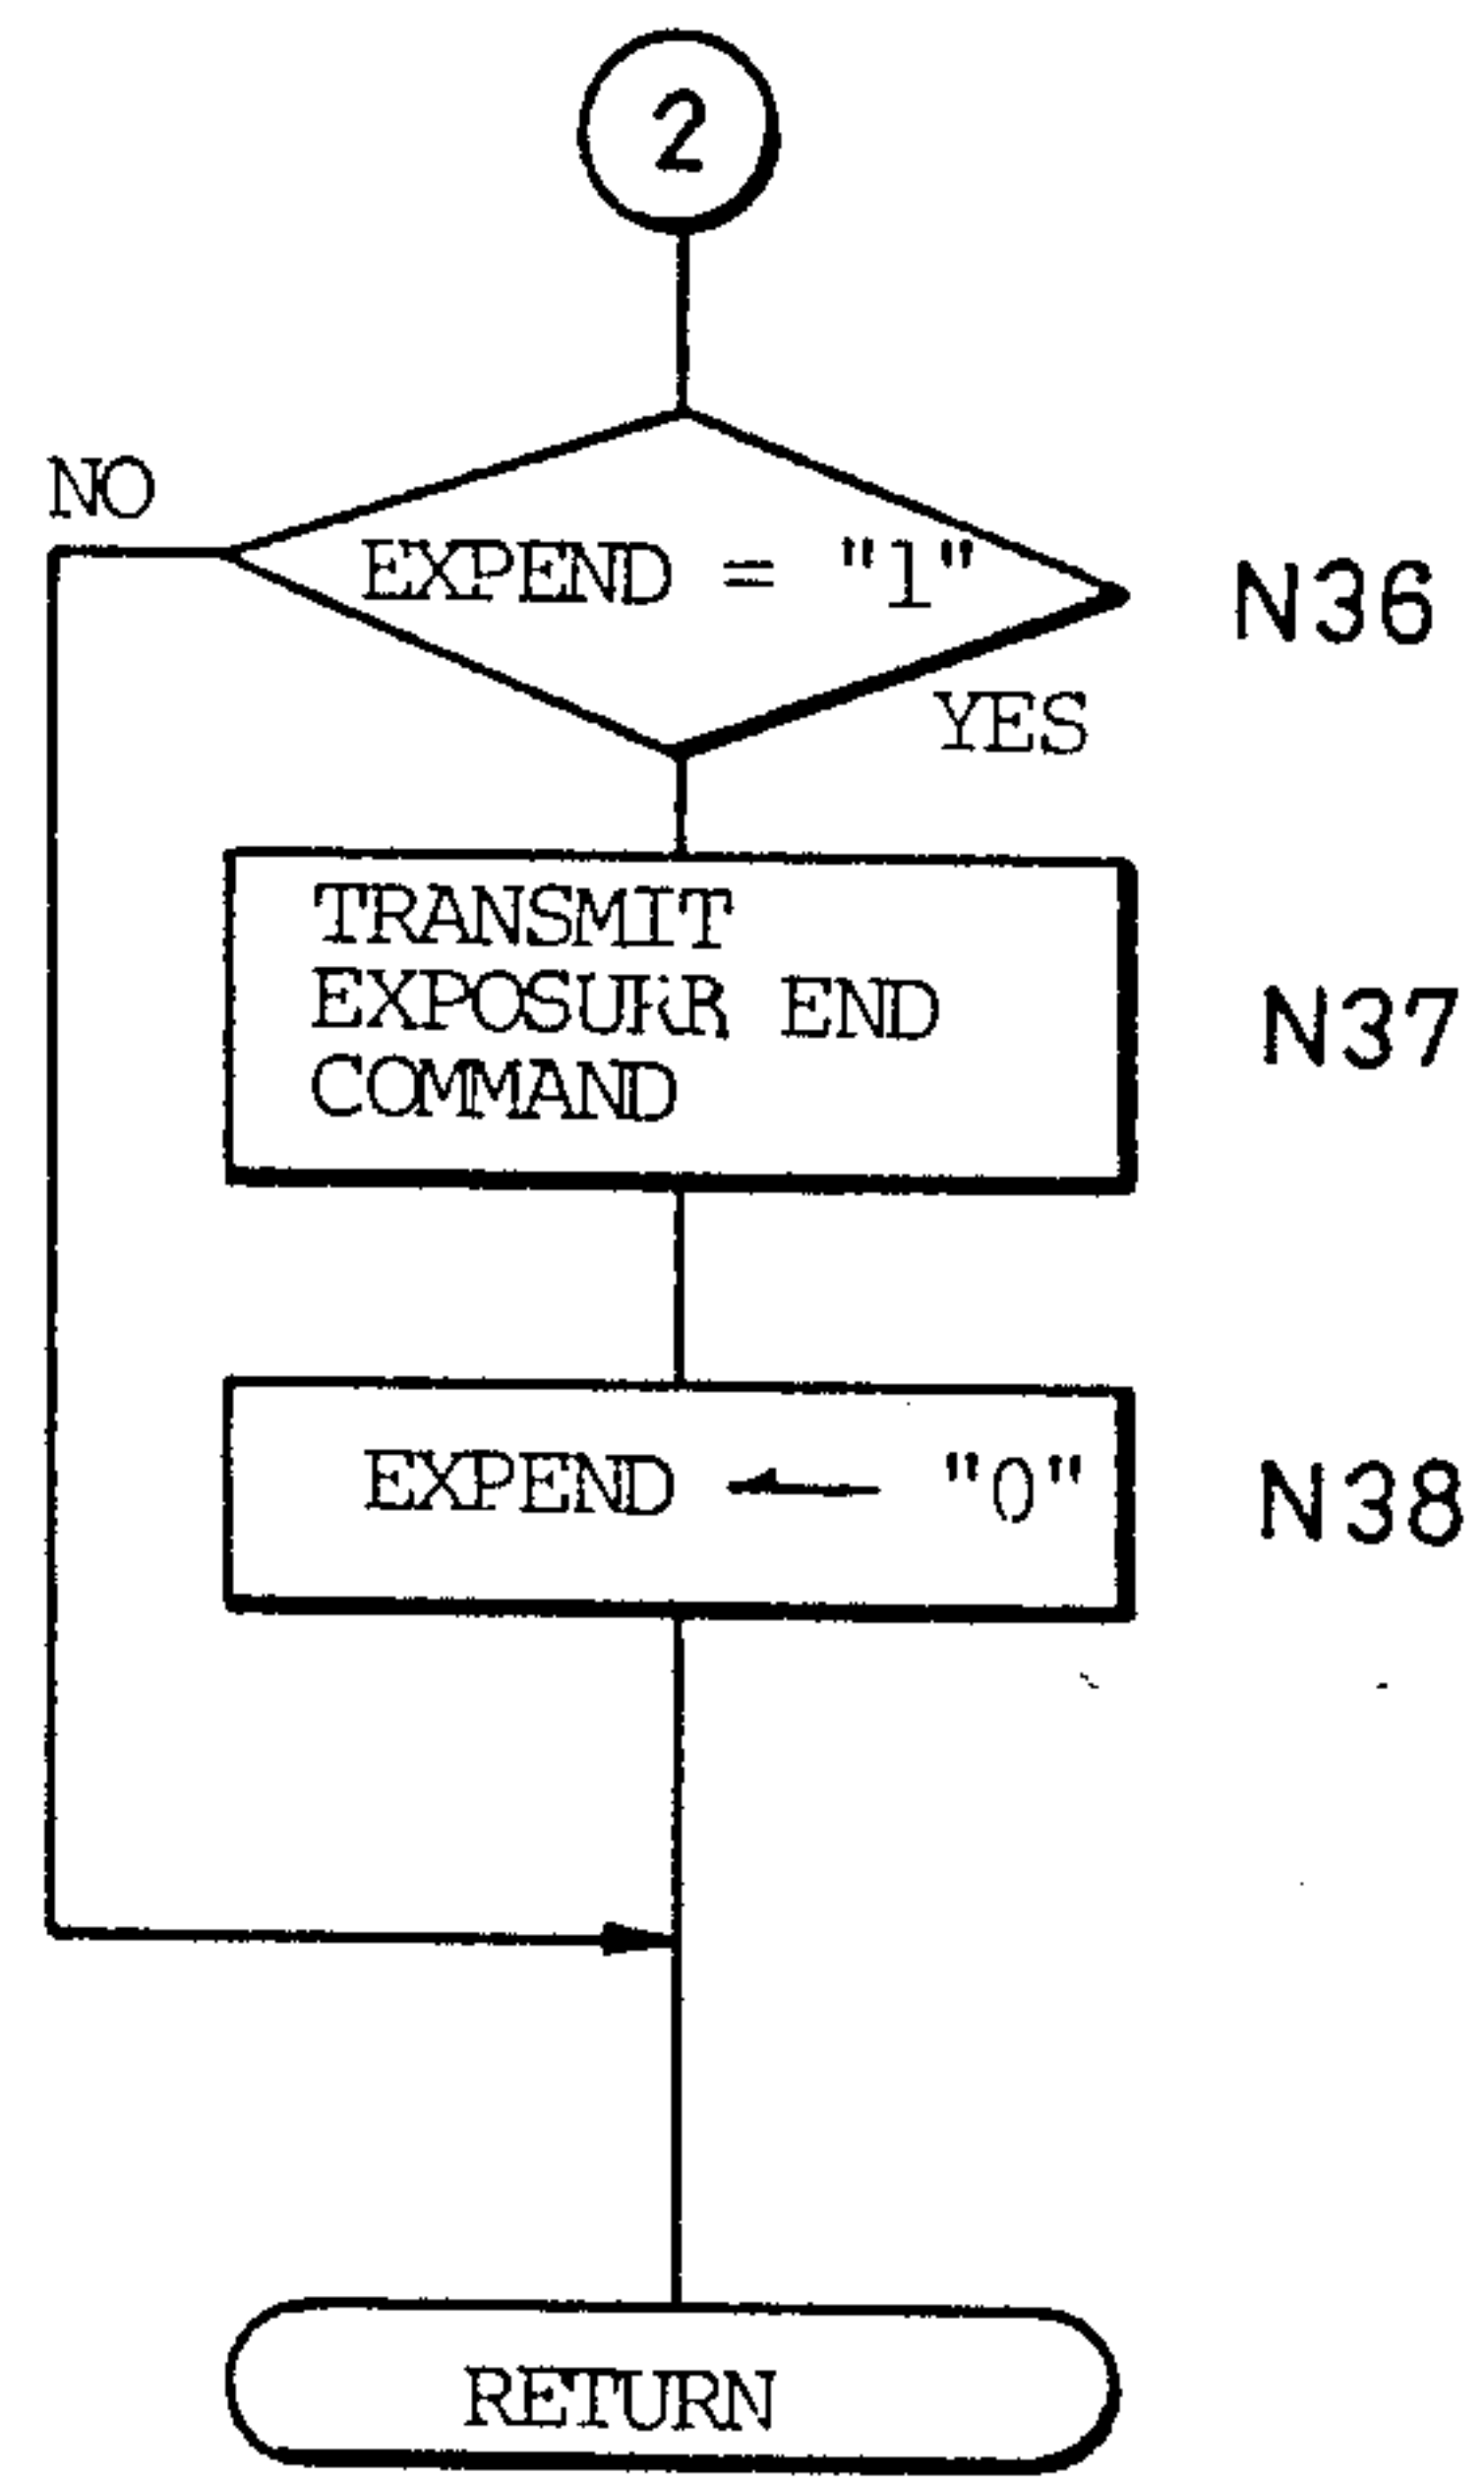 2
NO
EXPEND = "1"
N36
YES
TRANSMIT
EXPOSURR END
COMMAND
N37
EXPEND ← "0"
N38
RETURN